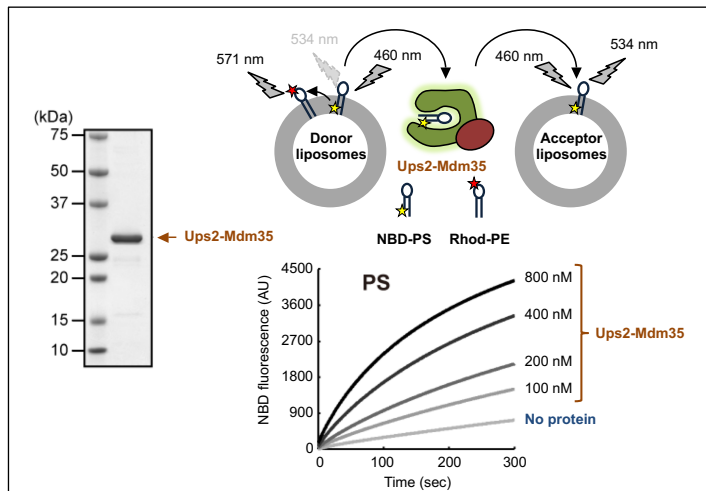 (kDa)
75
50
37
25
20
15
10
Ups2-Mdm35
571 nm
534 nm
460 nm
460 nm
534 nm
Donor
liposomes
Acceptor
liposomes
Ups2-Mdm35
NBD-PS
Rhod-PE
PS
NBD fluorescence (AU)
4500
3600
2700
1800
900
0
0
100
200
300
Time (sec)
800 nM
400 nM
200 nM
100 nM
Ups2-Mdm35
No protein